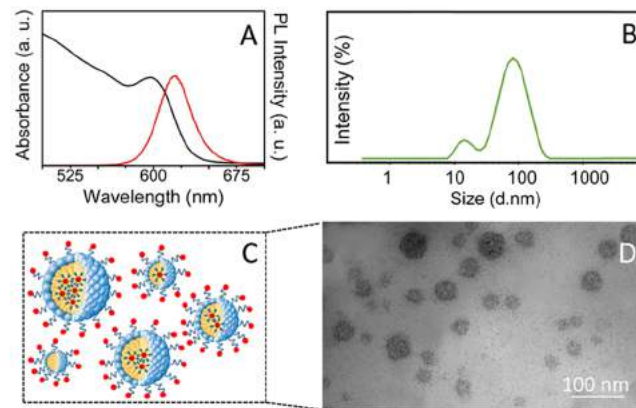 A
Absorbance (a. u.)
PL Intensity (a. u.)
525
600
675
Wavelength (nm)
B
Intensity (%)
1
10
100
1000
Size (d.nm)
C
D
100 nm